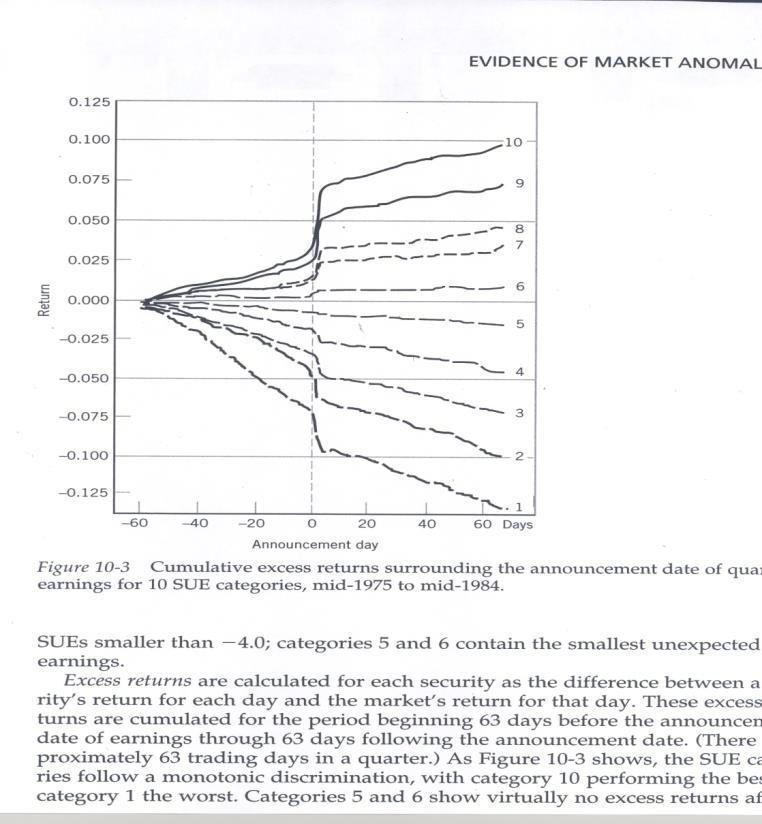 EVIDENCE OF MARKET ANOMAL
0.125
0.100
0.075
0.050
0.025
0.000
−0.025
−0.050
−0.075
−0.100
−0.125
Return
10
9
8
7
6
5
4
3
2
1
−60 −40 −20 0 20 40 60 Days
Announcement day
Figure 10-3 Cumulative excess returns surrounding the announcement date of quar
earnings for 10 SUE categories, mid-1975 to mid-1984.
SUEs smaller than −4.0; categories 5 and 6 contain the smallest unexpected
earnings.
Excess returns are calculated for each security as the difference between a
rity's return for each day and the market's return for that day. These excess
turns are cumulated for the period beginning 63 days before the announcem
date of earnings through 63 days following the announcement date. (There
proximately 63 trading days in a quarter.) As Figure 10-3 shows, the SUE ca
ries follow a monotonic discrimination, with category 10 performing the bes
category 1 the worst. Categories 5 and 6 show virtually no excess returns af